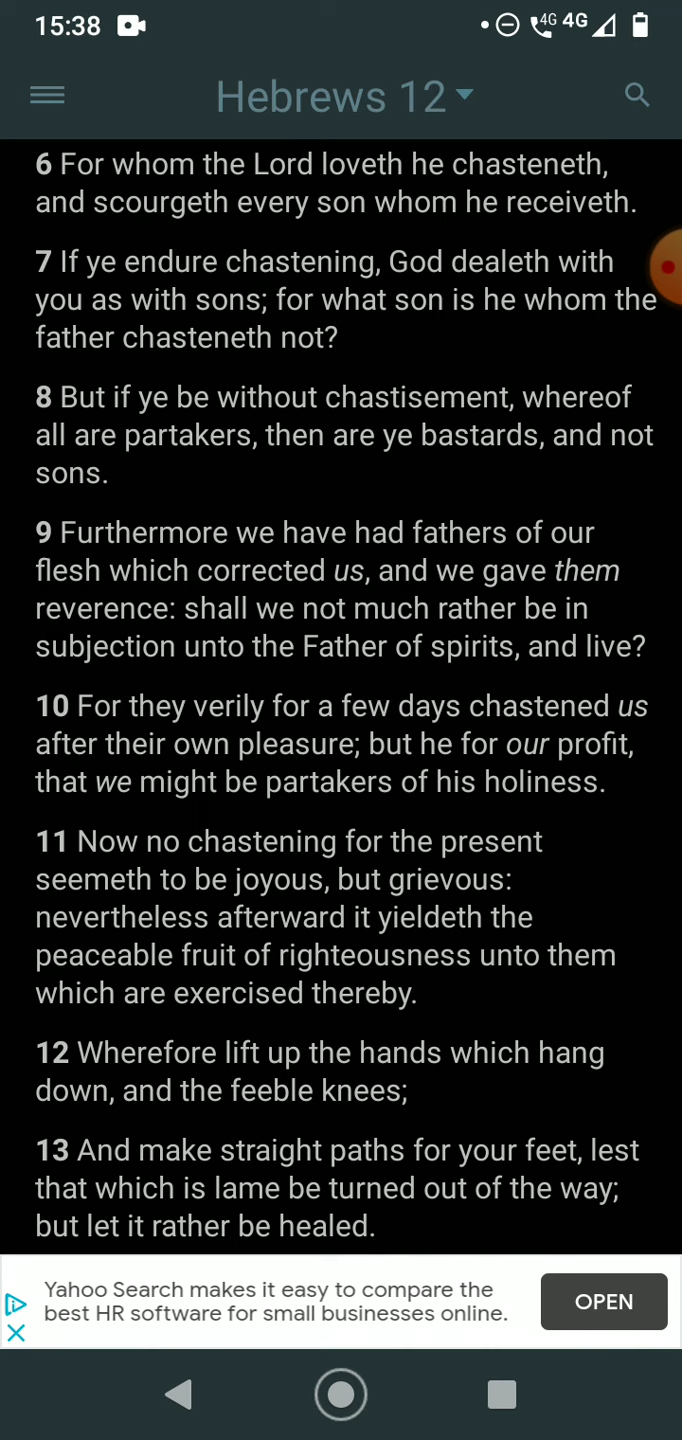 15:38
4G 4G
Hebrews 12
6 For whom the Lord loveth he chasteneth,
and scourgeth every son whom he receiveth.
7 If ye endure chastening, God dealeth with
you as with sons; for what son is he whom the
father chasteneth not?
8 But if ye be without chastisement, whereof
all are partakers, then are ye bastards, and not
sons.
9 Furthermore we have had fathers of our
flesh which corrected us, and we gave them
reverence: shall we not much rather be in
subjection unto the Father of spirits, and live?
10 For they verily for a few days chastened us
after their own pleasure; but he for our profit,
that we might be partakers of his holiness.
11 Now no chastening for the present
seemeth to be joyous, but grievous:
nevertheless afterward it yieldeth the
peaceable fruit of righteousness unto them
which are exercised thereby.
12 Wherefore lift up the hands which hang
down, and the feeble knees;
13 And make straight paths for your feet, lest
that which is lame be turned out of the way;
but let it rather be healed.
Yahoo Search makes it easy to compare the
best HR software for small businesses online.
OPEN